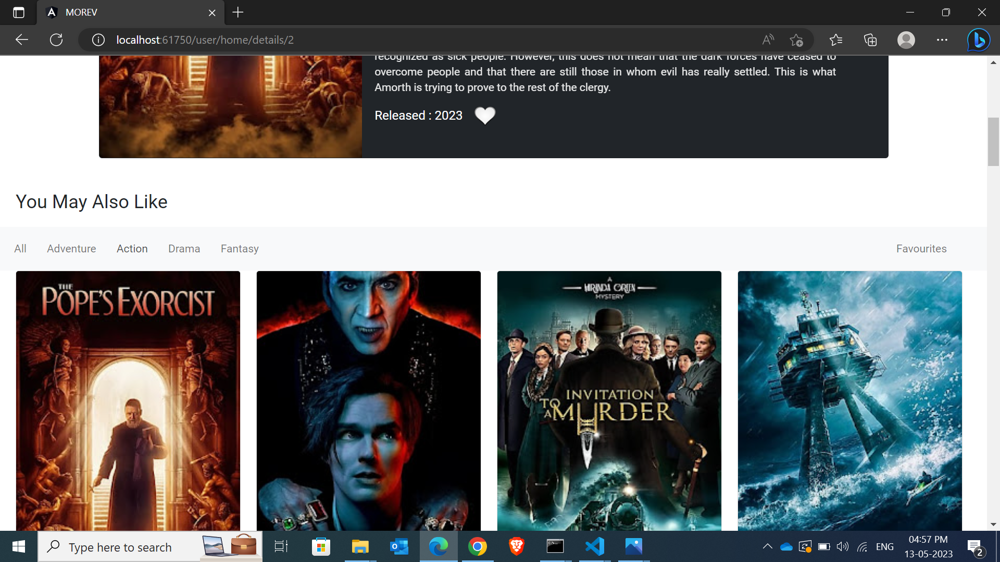 MOREV
localhost:61750/user/home/details/2
recognized as sick people. However, this does not mean that the dark forces have ceased to
overcome people and that there are still those in whom evil has really settled. This is what
Amorth is trying to prove to the rest of the clergy.
Released : 2023
You May Also Like
All Adventure Action Drama Fantasy Favourites
THE
POPE'S EXORCIST
A
MIRANDA GREEN
MYSTERY
INVITATION
TO A MURDER
Type here to search
ENG
04:57 PM
13-05-2023
2